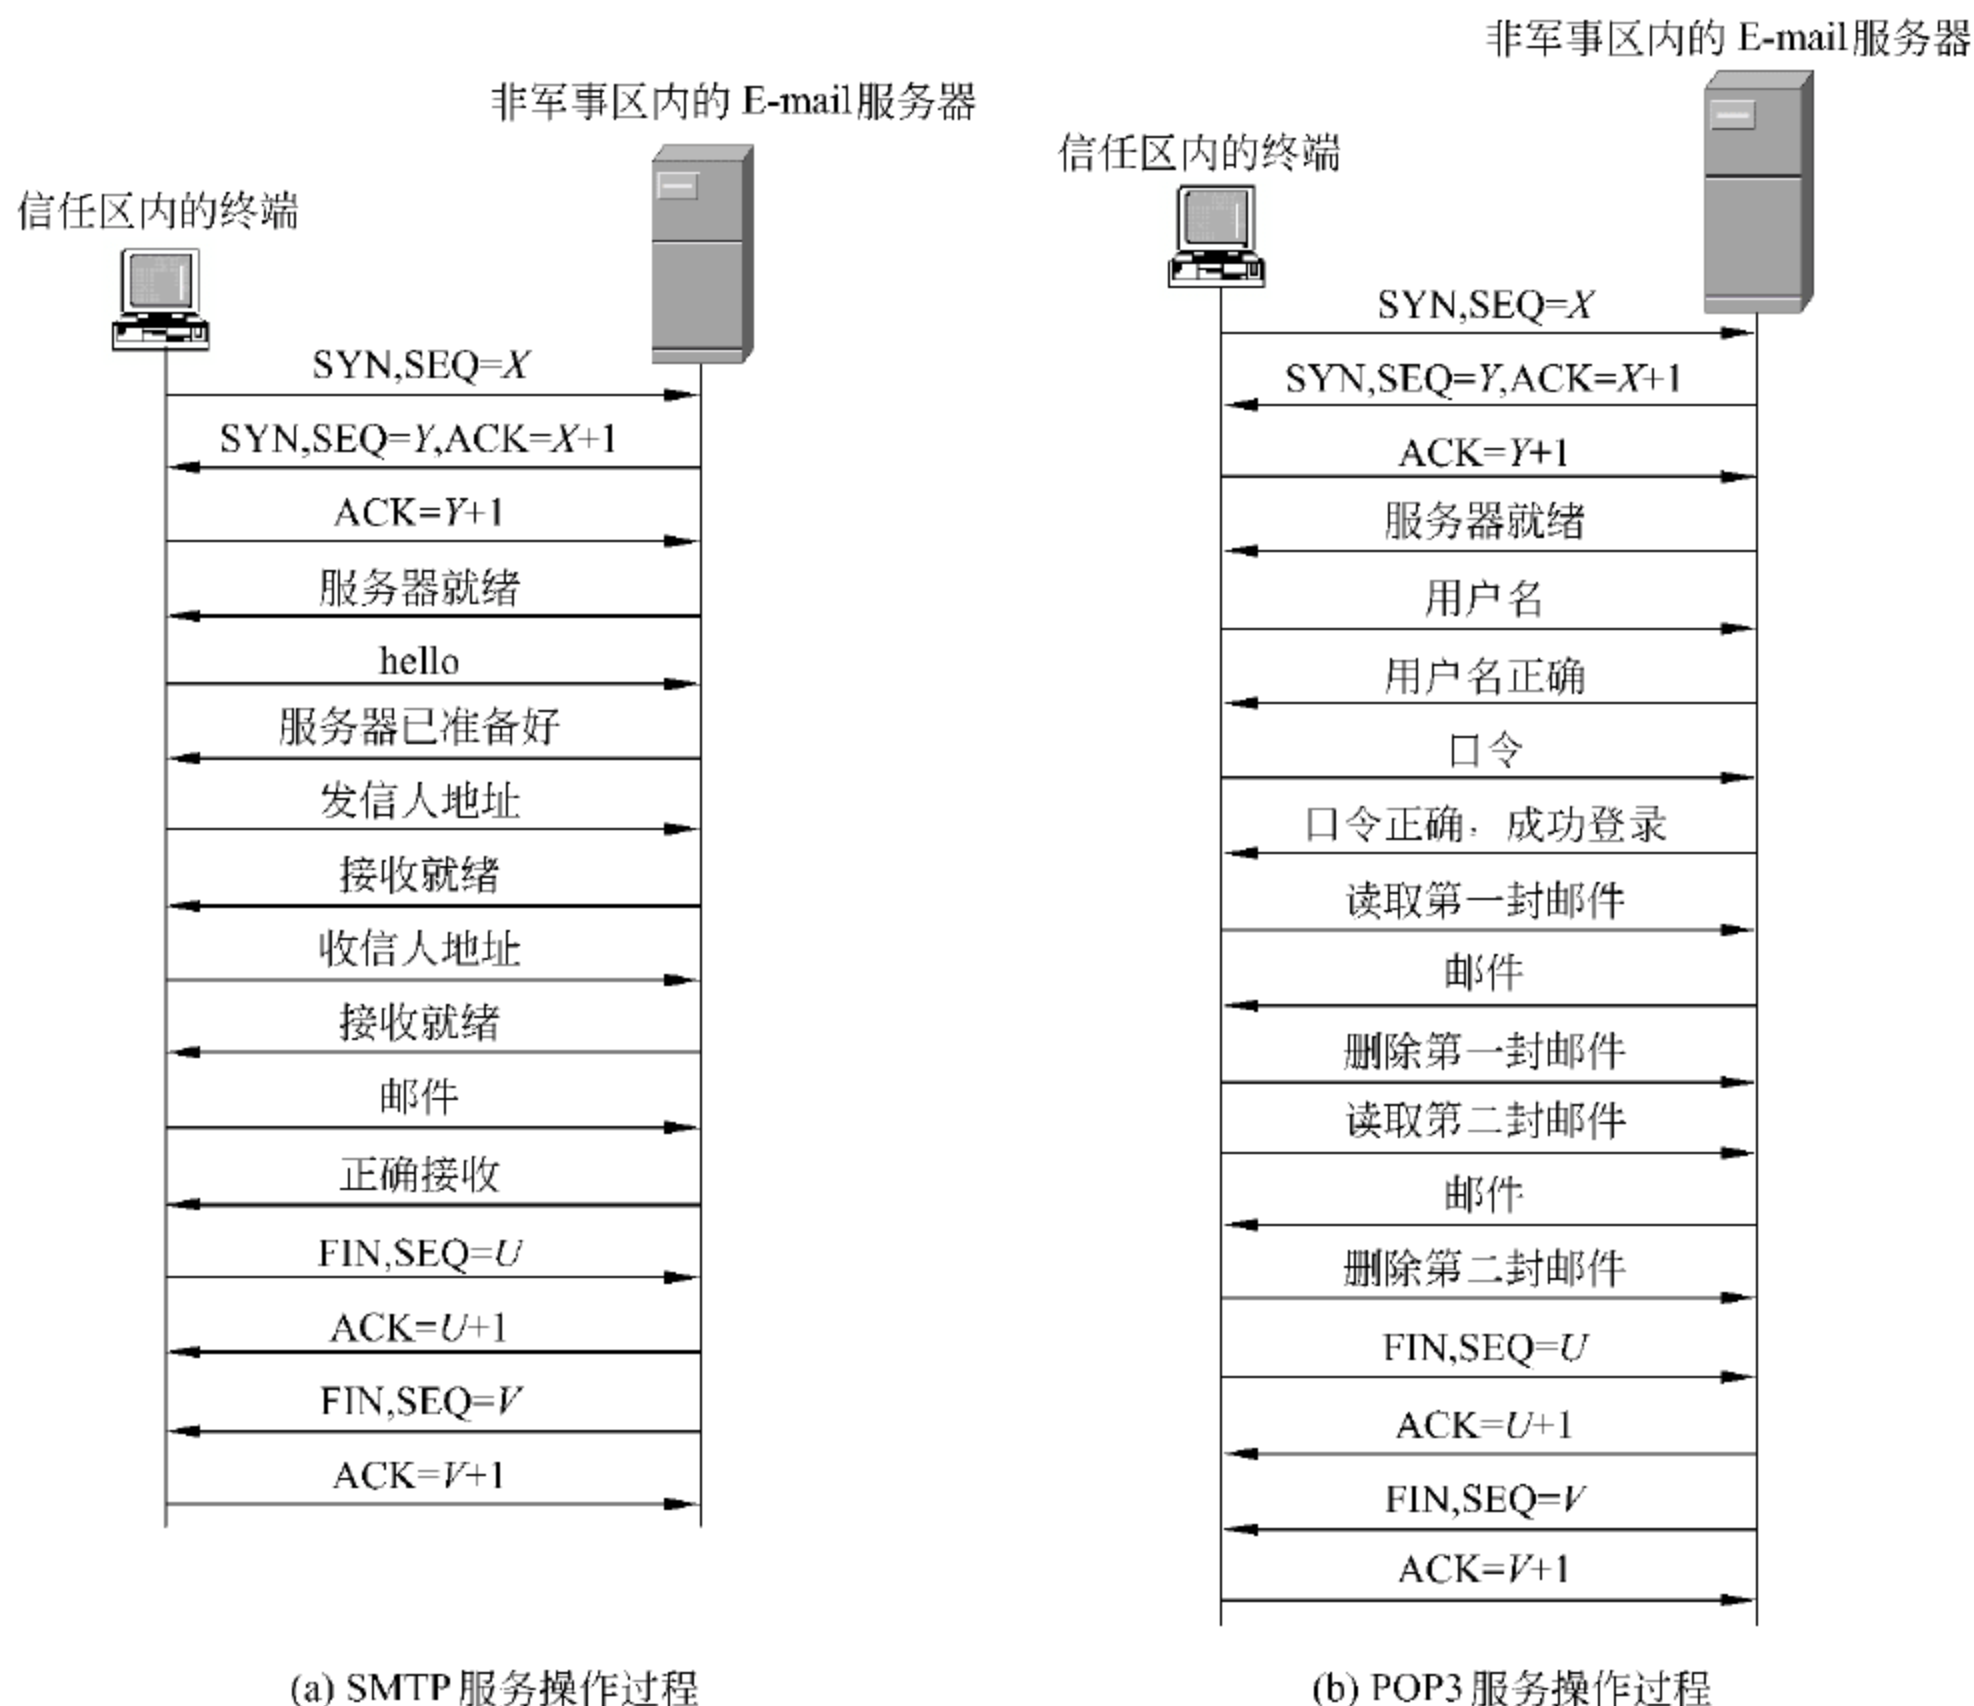 非军事区内的 E-mail服务器
信任区内的终端
SYN,SEQ=X
SYN,SEQ=Y,ACK=X+1
ACK=Y+1
服务器就绪
hello
服务器已准备好
发信人地址
接收就绪
收信人地址
接收就绪
邮件
正确接收
FIN,SEQ=U
ACK=U+1
FIN,SEQ=V
ACK=V+1
(a) SMTP服务操作过程
非军事区内的 E-mail服务器
信任区内的终端
SYN,SEQ=X
SYN,SEQ=Y,ACK=X+1
ACK=Y+1
服务器就绪
用户名
用户名正确
口令
口令正确，成功登录
读取第一封邮件
邮件
删除第一封邮件
读取第二封邮件
邮件
删除第二封邮件
FIN,SEQ=U
ACK=U+1
FIN,SEQ=V
ACK=V+1
(b) POP3服务操作过程